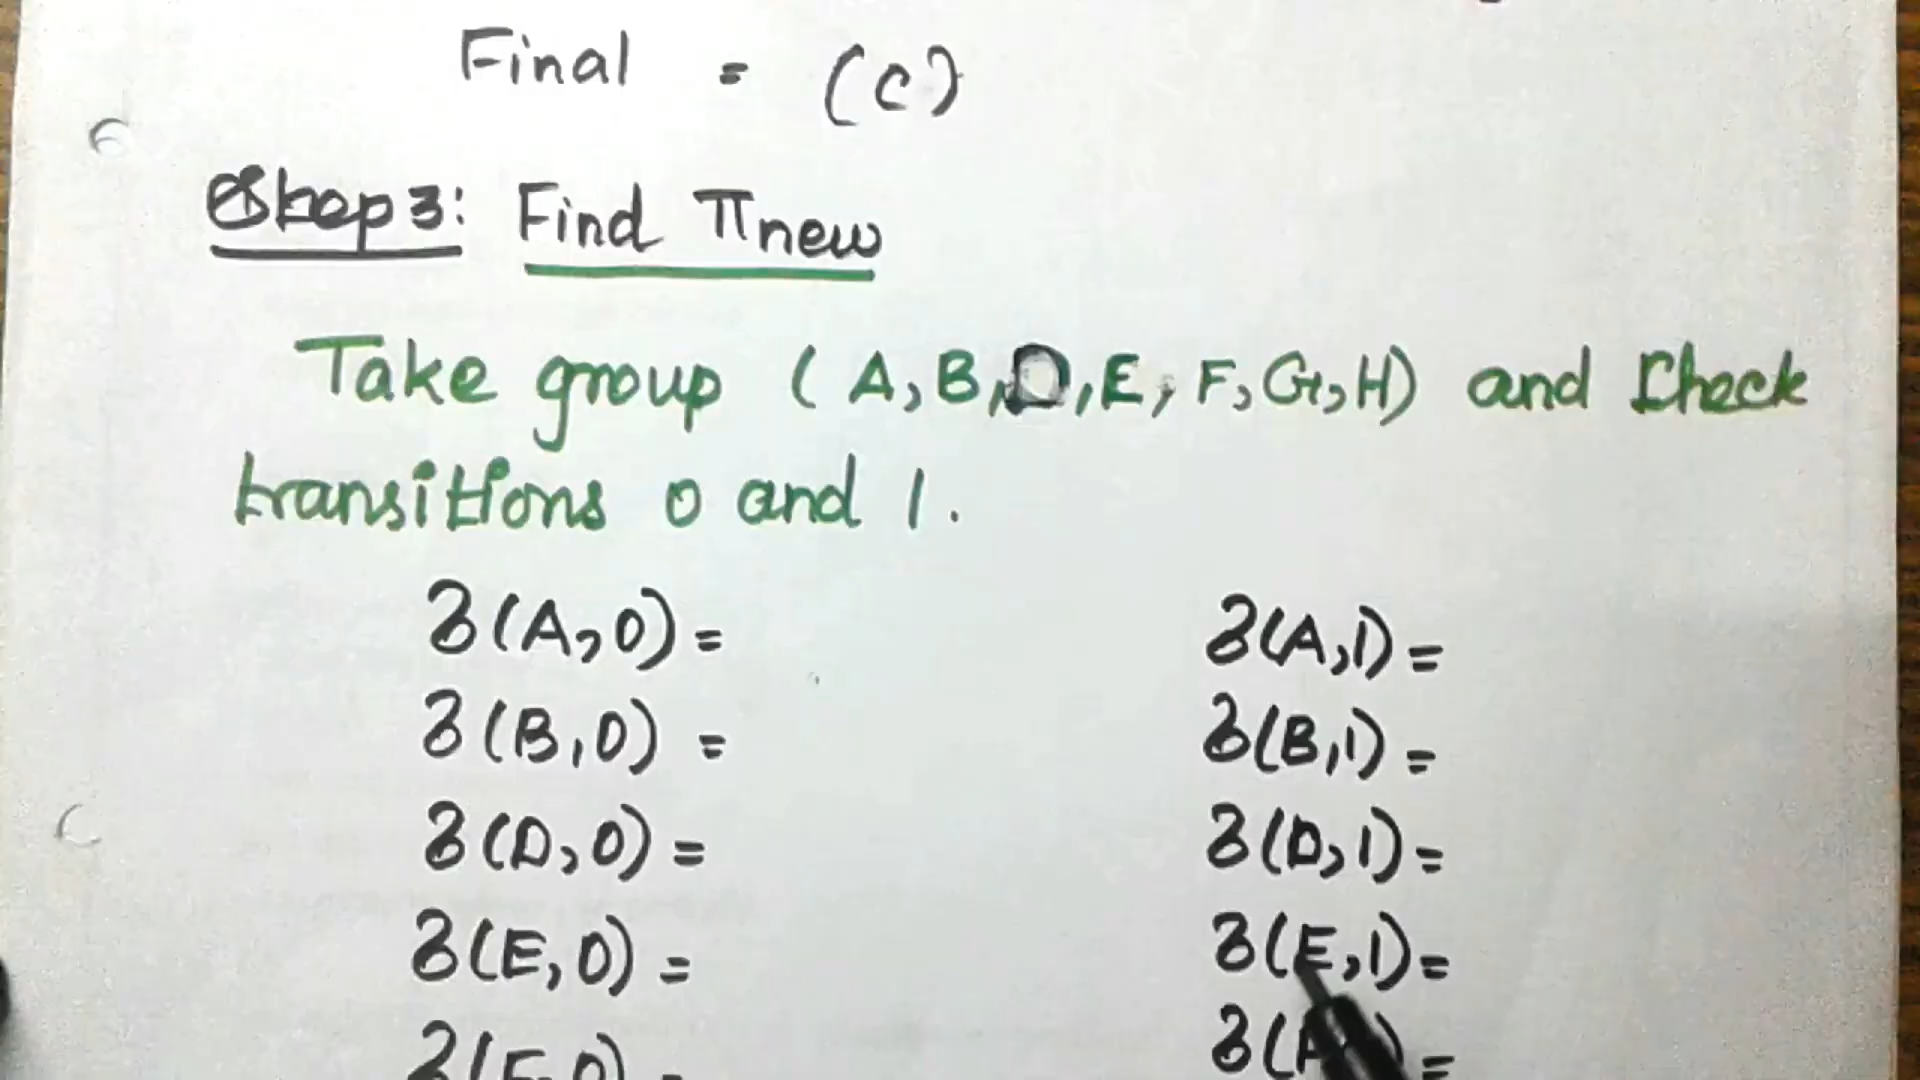 Final = (C)
Step 3: Find πnew
Take group (A, B, D, E, F, G, H) and Check
transitions 0 and 1.
δ(A, 0) = δ(A, 1) =
δ(B, 0) = δ(B, 1) =
δ(D, 0) = δ(D, 1) =
δ(E, 0) = δ(E, 1) =
δ(F, 0) =